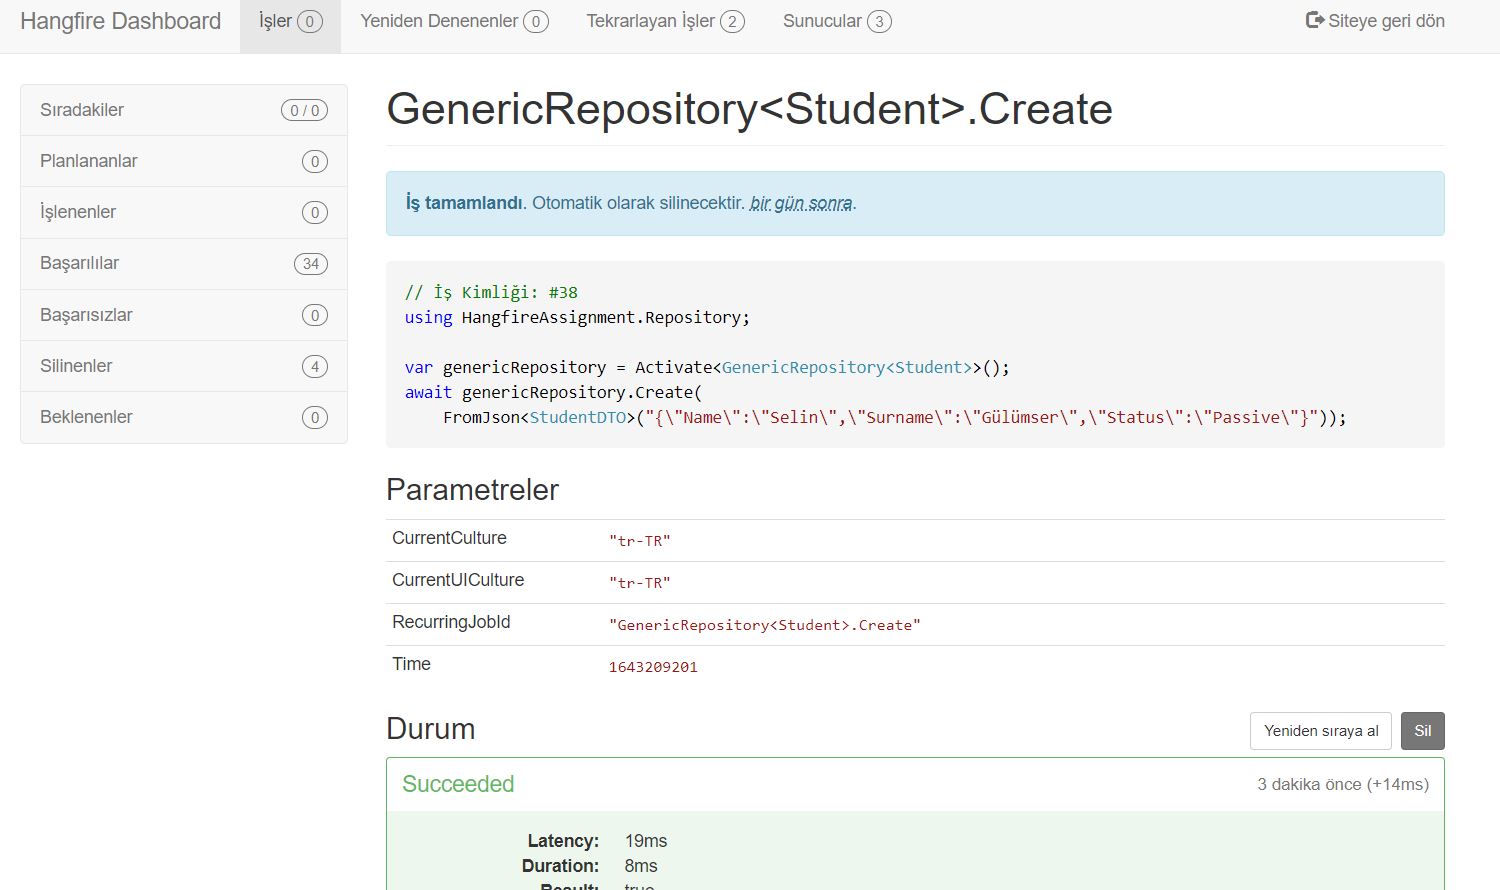 Hangfire Dashboard
İşler 0
Yeniden Denenenler 0
Tekrarlayan İşler 2
Sunucular 3
Siteye geri dön
Sıradakiler 0 / 0
Planlananlar 0
İşlenenler 0
Başarılılar 34
Başarısızlar 0
Silinenler 4
Beklenenler 0
GenericRepository<Student>.Create
İş tamamlandı. Otomatik olarak silinecektir. bir gün sonra.
// İş Kimliği: #38
using HangfireAssignment.Repository;
var genericRepository = Activate<GenericRepository<Student>>();
await genericRepository.Create(
FromJson<StudentDTO>("{\"Name\":\"Selin\",\"Surname\":\"Gülümser\",\"Status\":\"Passive\"}"));
Parametreler
CurrentCulture "tr-TR"
CurrentUICulture "tr-TR"
RecurringJobId "GenericRepository<Student>.Create"
Time 1643209201
Durum
Yeniden sıraya al
Sil
Succeeded
3 dakika önce (+14ms)
Latency: 19ms
Duration: 8ms
Result: true